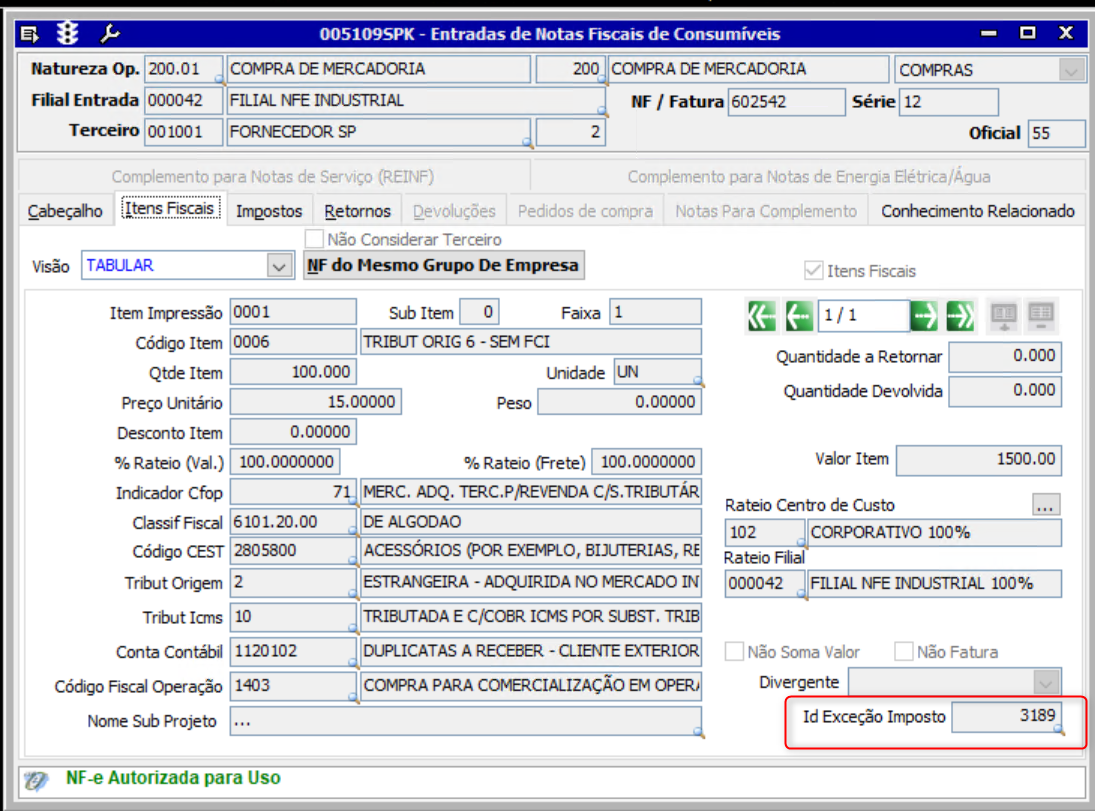 005109SPK - Entradas de Notas Fiscais de Consumíveis
Natureza Op. 200.01 COMPRA DE MERCADORIA 200 COMPRA DE MERCADORIA COMPRAS
Filial Entrada 000042 FILIAL NFE INDUSTRIAL NF / Fatura 602542 Série 12
Terceiro 001001 FORNECEDOR SP 2 Oficial 55
Complemento para Notas de Serviço (REINF) Complemento para Notas de Energia Elétrica/Água
Cabeçalho Itens Fiscais Impostos Retornos Devoluções Pedidos de compra Notas Para Complemento Conhecimento Relacionado
Não Considerar Terceiro
Visão TABULAR NF do Mesmo Grupo De Empresa Itens Fiscais
Item Impressão 0001 Sub Item 0 Faixa 1 1 / 1
Código Item 0006 TRIBUT ORIG 6 - SEM FCI
Quantidade a Retornar 0.000
Qtde Item 100.000 Unidade UN
Quantidade Devolvida 0.000
Preço Unitário 15.00000 Peso 0.00000
Desconto Item 0.00000
% Rateio (Val.) 100.0000000 % Rateio (Frete) 100.0000000 Valor Item 1500.00
Indicador Cfop 71 MERC. ADQ. TERC.P/REVENDA C/S.TRIBUTÁR
Rateio Centro de Custo ...
Classif Fiscal 6101.20.00 DE ALGODAO
102 CORPORATIVO 100%
Código CEST 2805800 ACESSÓRIOS (POR EXEMPLO, BIJUTERIAS, RE
Rateio Filial
Tribut Origem 2 ESTRANGEIRA - ADQUIRIDA NO MERCADO IN
000042 FILIAL NFE INDUSTRIAL 100%
Tribut Icms 10 TRIBUTADA E C/COBR ICMS POR SUBST. TRIB
Conta Contábil 1120102 DUPLICATAS A RECEBER - CLIENTE EXTERIOR
Não Soma Valor Não Fatura
Código Fiscal Operação 1403 COMPRA PARA COMERCIALIZAÇÃO EM OPER
Divergente
Nome Sub Projeto ...
Id Exceção Imposto 3189
NF-e Autorizada para Uso